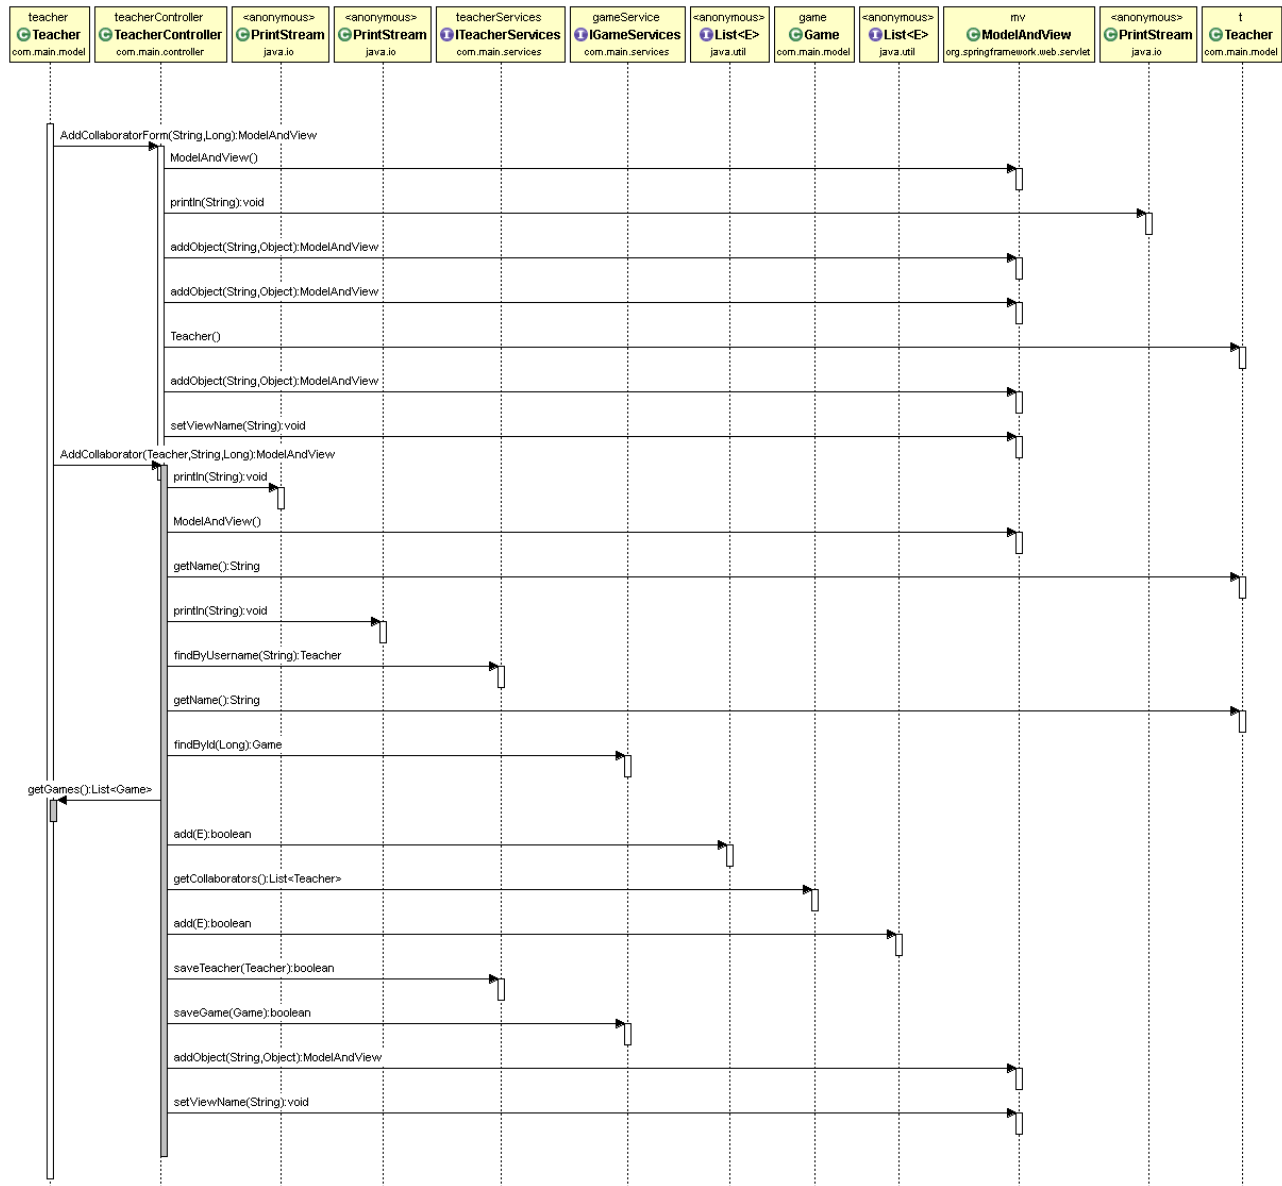 teacher
C Teacher
com.main.model
teacherController
C TeacherController
com.main.controller
<anonymous>
C PrintStream
java.io
<anonymous>
C PrintStream
java.io
teacherServices
I ITeacherServices
com.main.services
gameService
I IGameServices
com.main.services
<anonymous>
I List<E>
java.util
game
C Game
com.main.model
<anonymous>
I List<E>
java.util
mv
C ModelAndView
org.springframework.web.servlet
<anonymous>
C PrintStream
java.io
t
C Teacher
com.main.model
AddCollaboratorForm(String,Long):ModelAndView
ModelAndView()
println(String):void
addObject(String,Object):ModelAndView
addObject(String,Object):ModelAndView
Teacher()
addObject(String,Object):ModelAndView
setViewName(String):void
AddCollaborator(Teacher,String,Long):ModelAndView
println(String):void
ModelAndView()
getName():String
println(String):void
findByUsername(String):Teacher
getName():String
findById(Long):Game
getGames():List<Game>
add(E):boolean
getCollaborators():List<Teacher>
add(E):boolean
saveTeacher(Teacher):boolean
saveGame(Game):boolean
addObject(String,Object):ModelAndView
setViewName(String):void